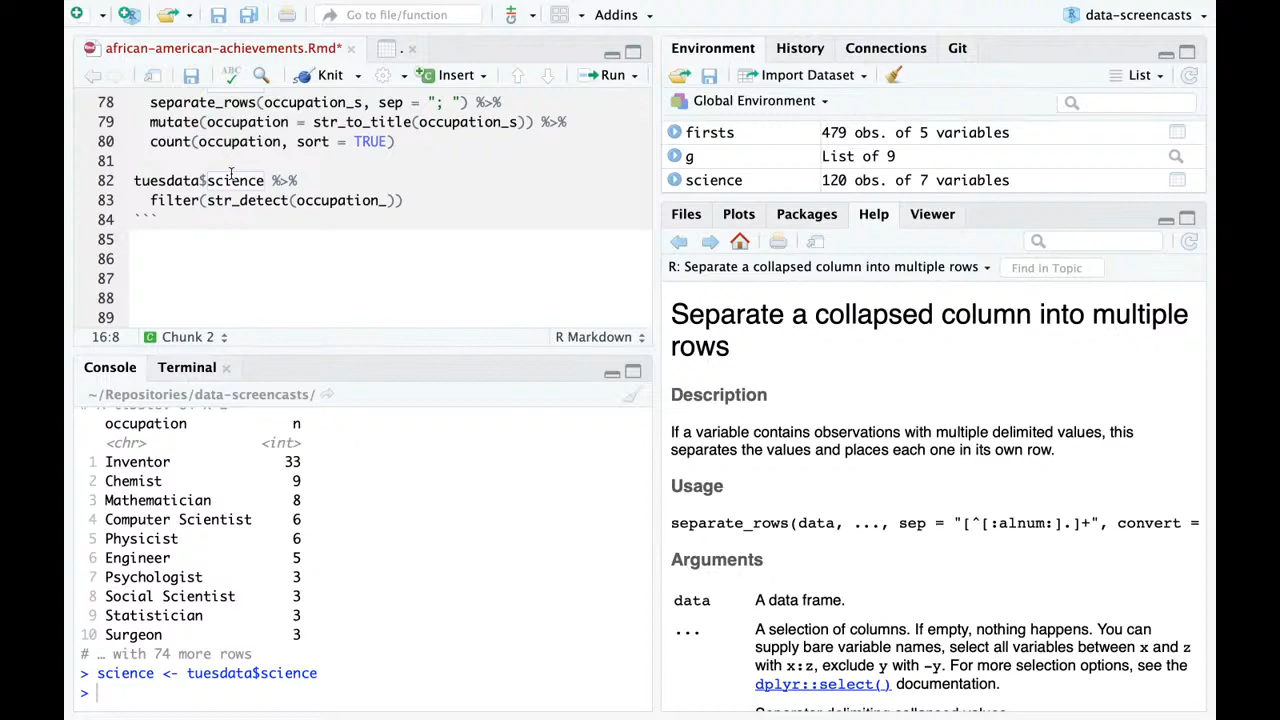 Go to file/function
Addins
data-screencasts
african-american-achievements.Rmd*
.
ABC
Knit
Insert
Run
78 separate_rows(occupation_s, sep = "; ") %>%
79 mutate(occupation = str_to_title(occupation_s)) %>%
80 count(occupation, sort = TRUE)
81
82 tuesdata$science %>%
83 filter(str_detect(occupation_))
84 ```
85
86
87
88
89
16:8 Chunk 2 R Markdown
Console Terminal
~/Repositories/data-screencasts/
occupation n
<chr> <int>
1 Inventor 33
2 Chemist 9
3 Mathematician 8
4 Computer Scientist 6
5 Physicist 6
6 Engineer 5
7 Psychologist 3
8 Social Scientist 3
9 Statistician 3
10 Surgeon 3
# … with 74 more rows
> science <- tuesdata$science
>
Environment History Connections Git
Import Dataset List
Global Environment
firsts 479 obs. of 5 variables
g List of 9
science 120 obs. of 7 variables
Files Plots Packages Help Viewer
R: Separate a collapsed column into multiple rows Find in Topic
Separate a collapsed column into multiple
rows
Description
If a variable contains observations with multiple delimited values, this
separates the values and places each one in its own row.
Usage
separate_rows(data, ..., sep = "[^[:alnum:].]+", convert =
Arguments
data A data frame.
... A selection of columns. If empty, nothing happens. You can
supply bare variable names, select all variables between x and z
with x:z, exclude y with -y. For more selection options, see the
dplyr::select() documentation.
Separator delimiting collapsed values